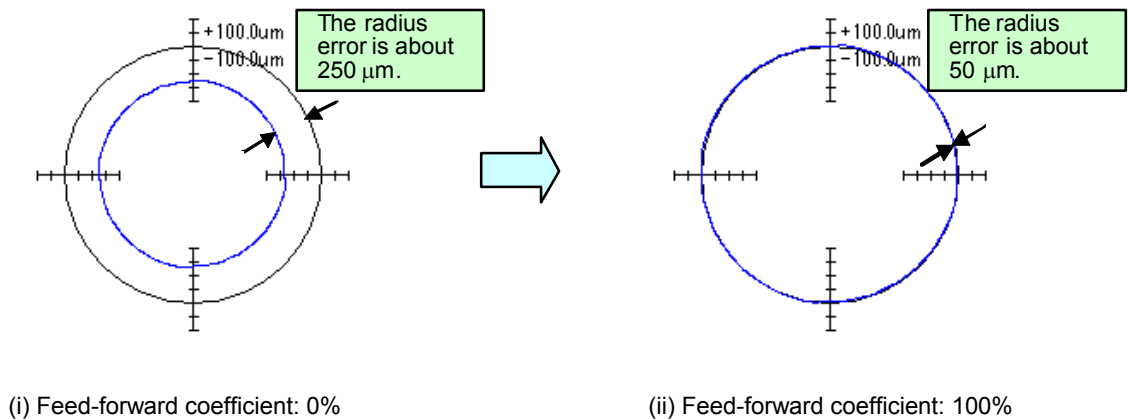 +100.0um
-100.0um
The radius
error is about
250 μm.
+100.0um
-100.0um
The radius
error is about
50 μm.
(i) Feed-forward coefficient: 0%
(ii) Feed-forward coefficient: 100%